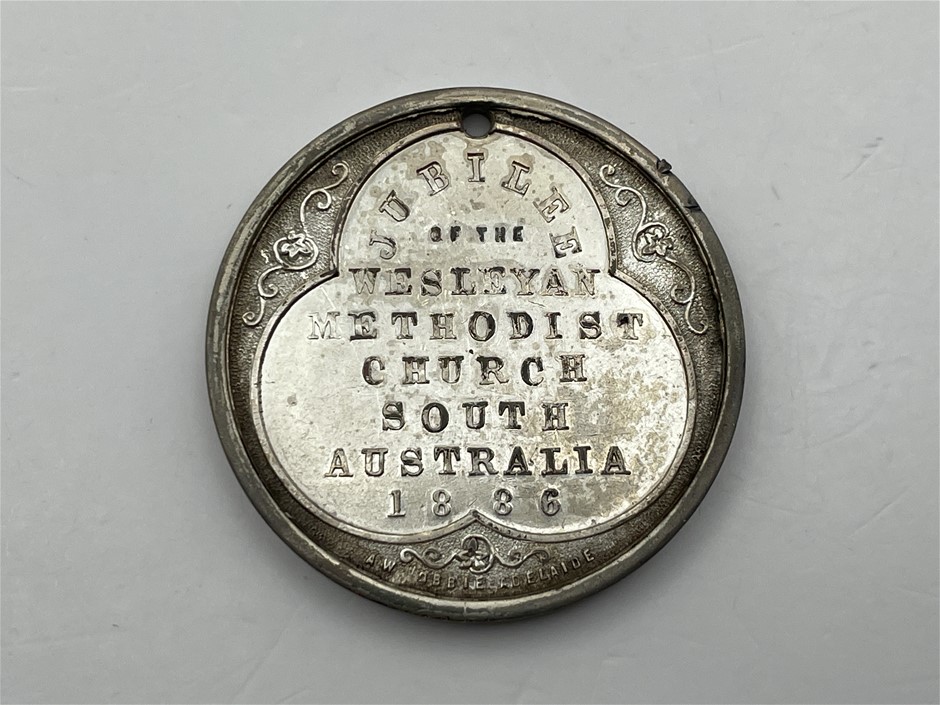 JUBILEE
OF THE
WESLEYAN
METHODIST
CHURCH
SOUTH
AUSTRALIA
1886
A.W. DOBBIE. ADELAIDE